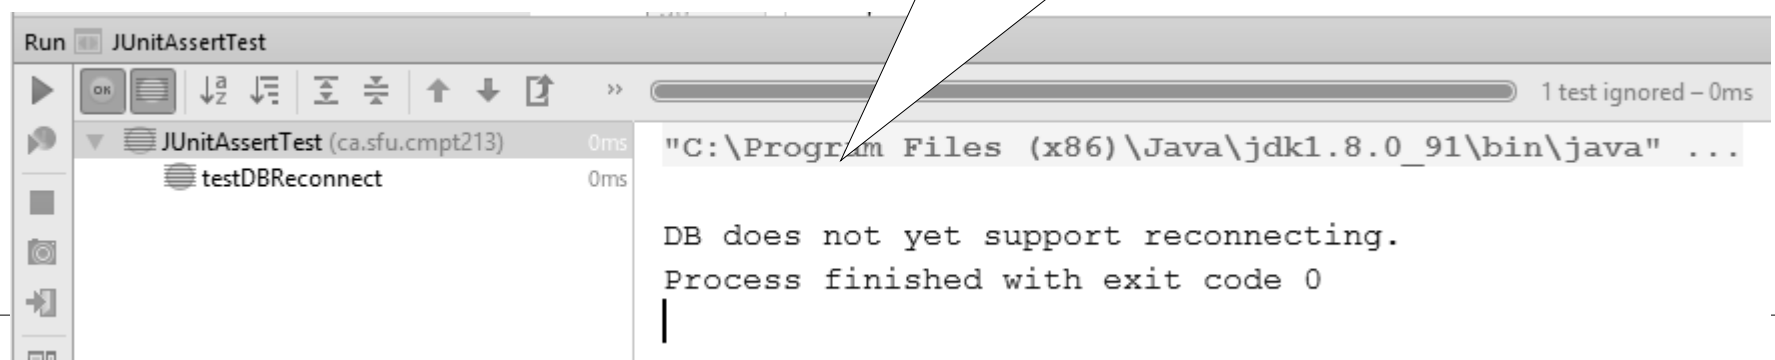 Run JUnitAssertTest
OK a z » 1 test ignored – 0ms
JUnitAssertTest (ca.sfu.cmpt213) 0ms
testDBReconnect 0ms
"C:\Program Files (x86)\Java\jdk1.8.0_91\bin\java" ...
DB does not yet support reconnecting.
Process finished with exit code 0